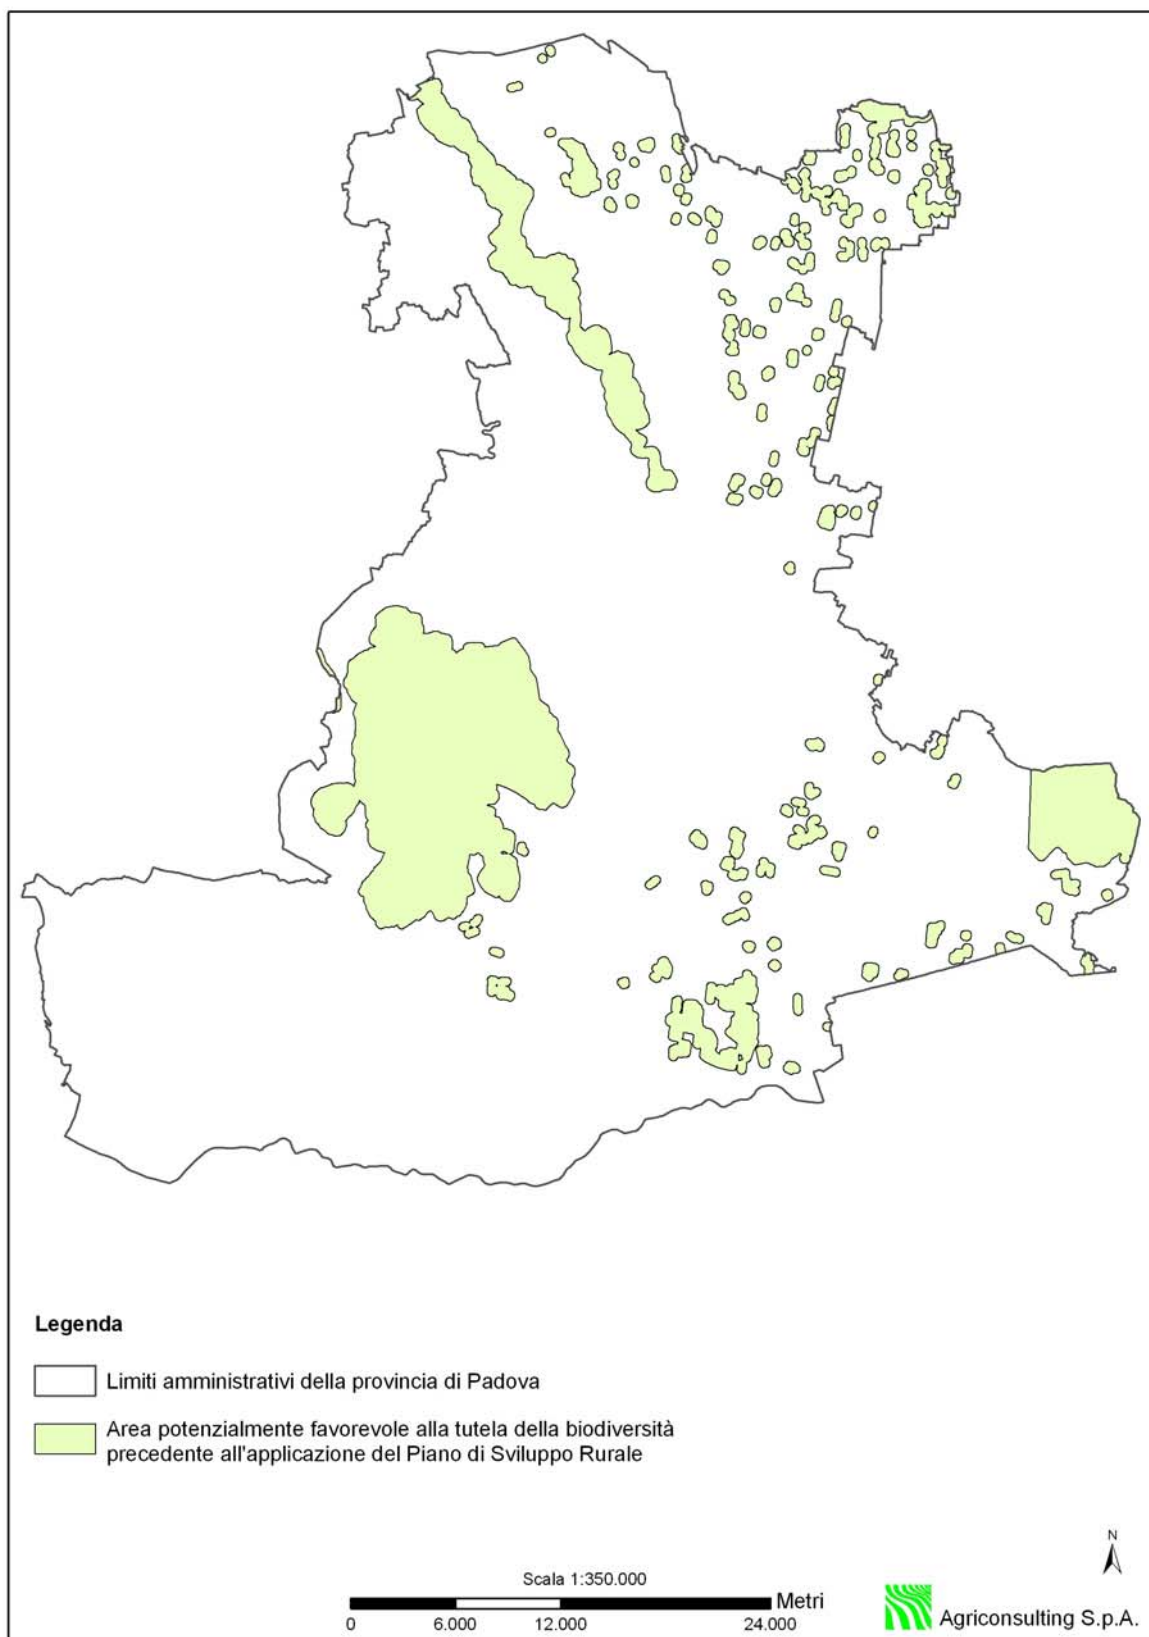 Legenda
Limiti amministrativi della provincia di Padova
Area potenzialmente favorevole alla tutela della biodiversità
precedente all'applicazione del Piano di Sviluppo Rurale
N
Scala 1:350.000
Metri
0 6.000 12.000 24.000
Agriconsulting S.p.A.